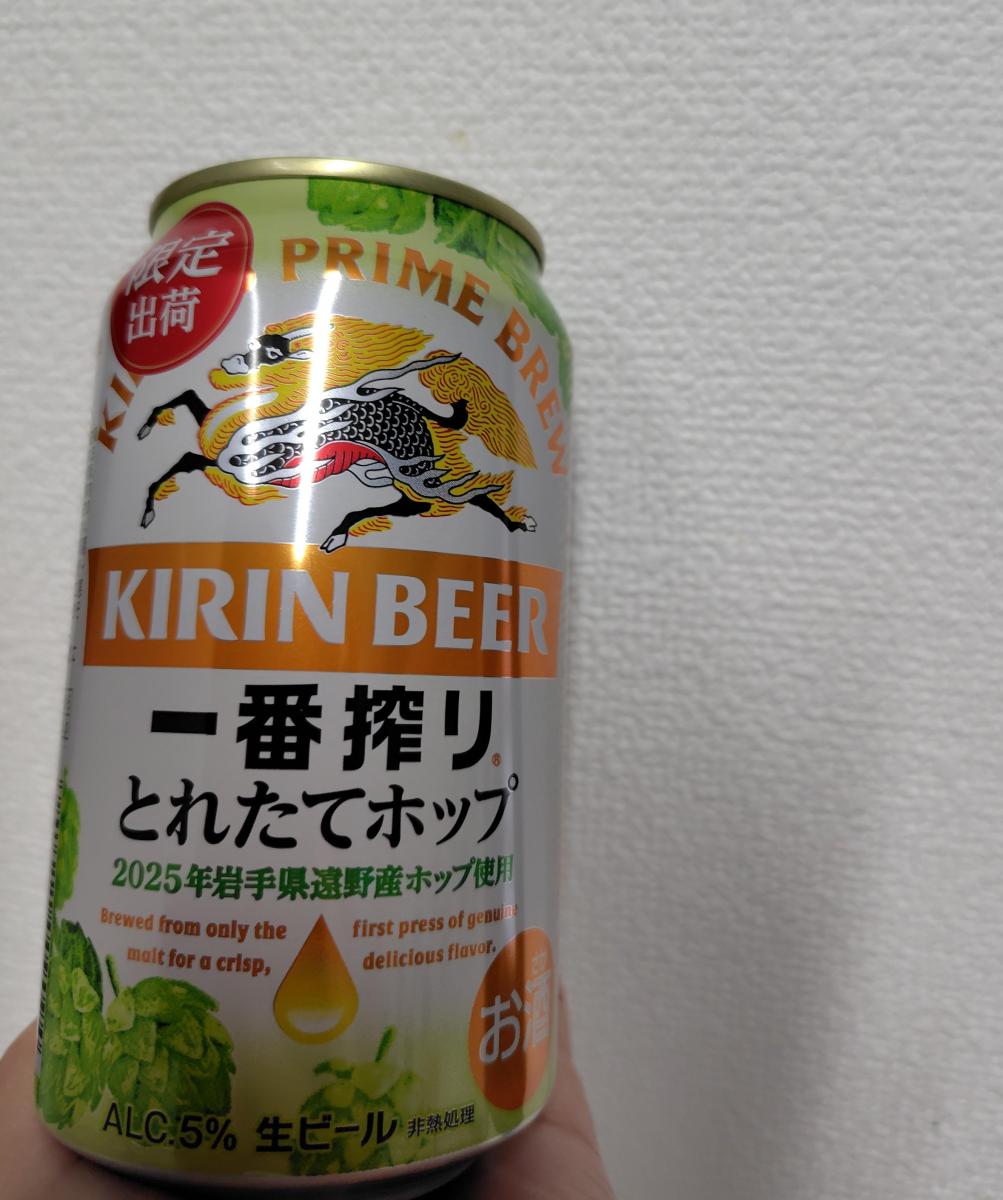 限定
出荷
PRIME BREW
KIRIN BEER
一番搾り®
とれたてホップ
2025年岩手県遠野産ホップ使用
Brewed from only the first press of genuine
malt for a crisp, delicious flavor.
お酒
ALC.5% 生ビール 非熱処理